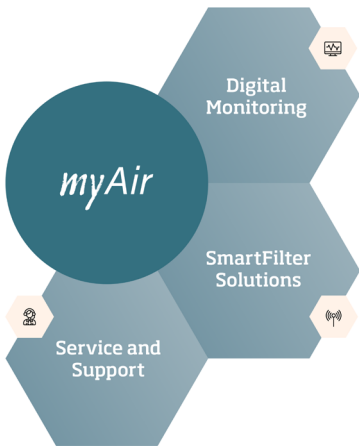 Digital
Monitoring
myAir
SmartFilter
Solutions
Service and
Support